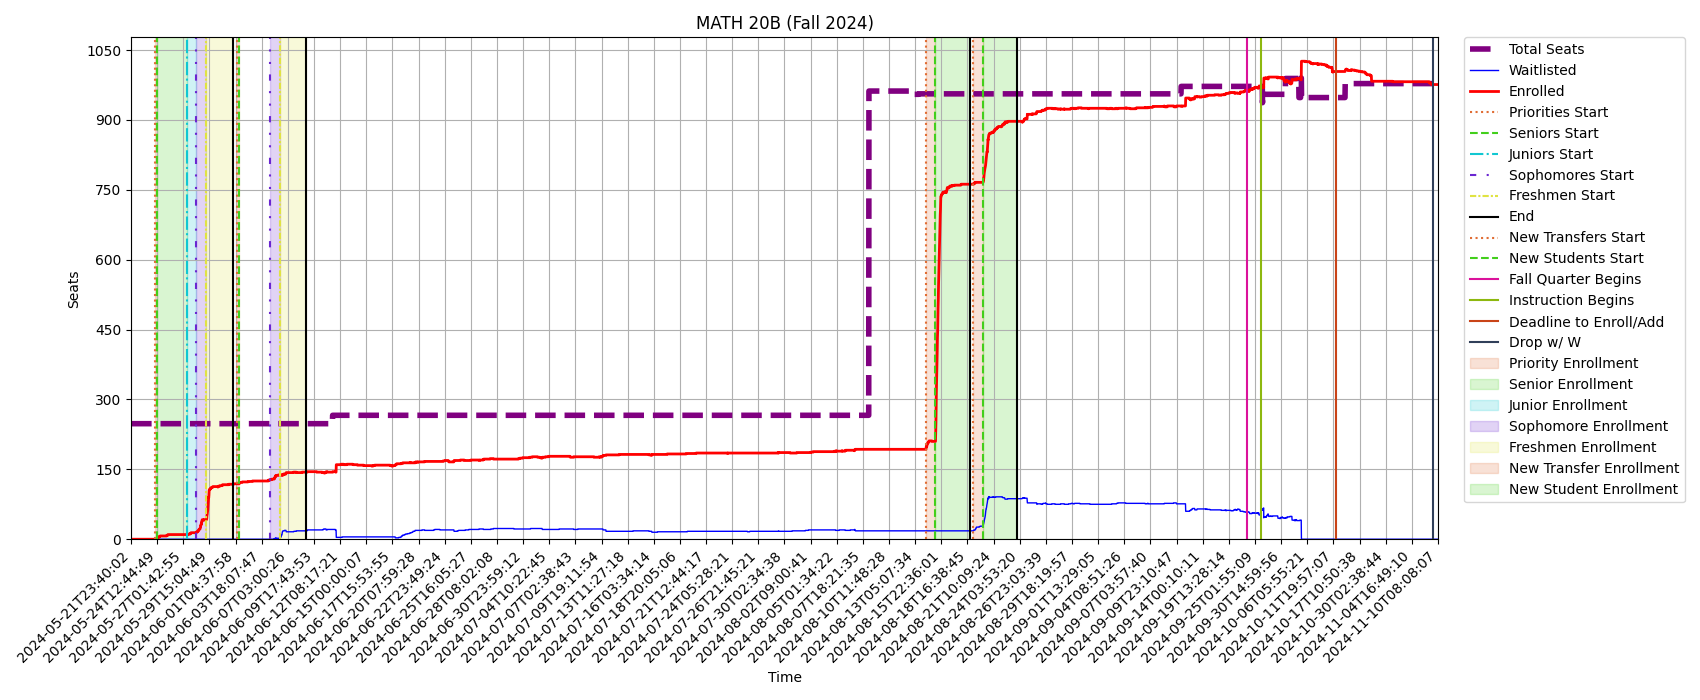 MATH 20B (Fall 2024)
Seats
1050
900
750
600
450
300
150
0
2024-05-21T23:40:02
2024-05-24T12:44:49
2024-05-27T01:42:55
2024-05-29T15:04:49
2024-06-01T04:37:58
2024-06-03T18:07:47
2024-06-07T03:00:26
2024-06-09T17:43:53
2024-06-12T08:17:21
2024-06-15T00:00:07
2024-06-17T15:53:55
2024-06-20T07:59:28
2024-06-22T23:49:24
2024-06-25T16:05:27
2024-06-28T08:02:08
2024-06-30T23:59:12
2024-07-04T10:22:45
2024-07-07T02:38:43
2024-07-09T19:11:54
2024-07-13T11:27:18
2024-07-16T03:34:14
2024-07-18T20:05:06
2024-07-21T12:44:17
2024-07-24T05:28:21
2024-07-26T21:45:21
2024-07-30T02:34:38
2024-08-02T09:00:41
2024-08-05T01:34:22
2024-08-07T18:21:35
2024-08-10T11:48:28
2024-08-13T05:07:34
2024-08-15T22:36:01
2024-08-18T16:38:45
2024-08-21T10:09:24
2024-08-24T03:53:20
2024-08-26T23:03:39
2024-08-29T18:19:57
2024-09-01T13:29:05
2024-09-04T08:51:26
2024-09-07T03:57:40
2024-09-09T23:10:47
2024-09-14T00:10:11
2024-09-19T13:28:14
2024-09-25T01:55:09
2024-09-30T14:59:56
2024-10-06T05:55:21
2024-10-11T19:57:07
2024-10-17T10:50:38
2024-10-30T02:38:44
2024-11-04T16:49:10
2024-11-10T08:08:07
Time
Total Seats
Waitlisted
Enrolled
Priorities Start
Seniors Start
Juniors Start
Sophomores Start
Freshmen Start
End
New Transfers Start
New Students Start
Fall Quarter Begins
Instruction Begins
Deadline to Enroll/Add
Drop w/ W
Priority Enrollment
Senior Enrollment
Junior Enrollment
Sophomore Enrollment
Freshmen Enrollment
New Transfer Enrollment
New Student Enrollment